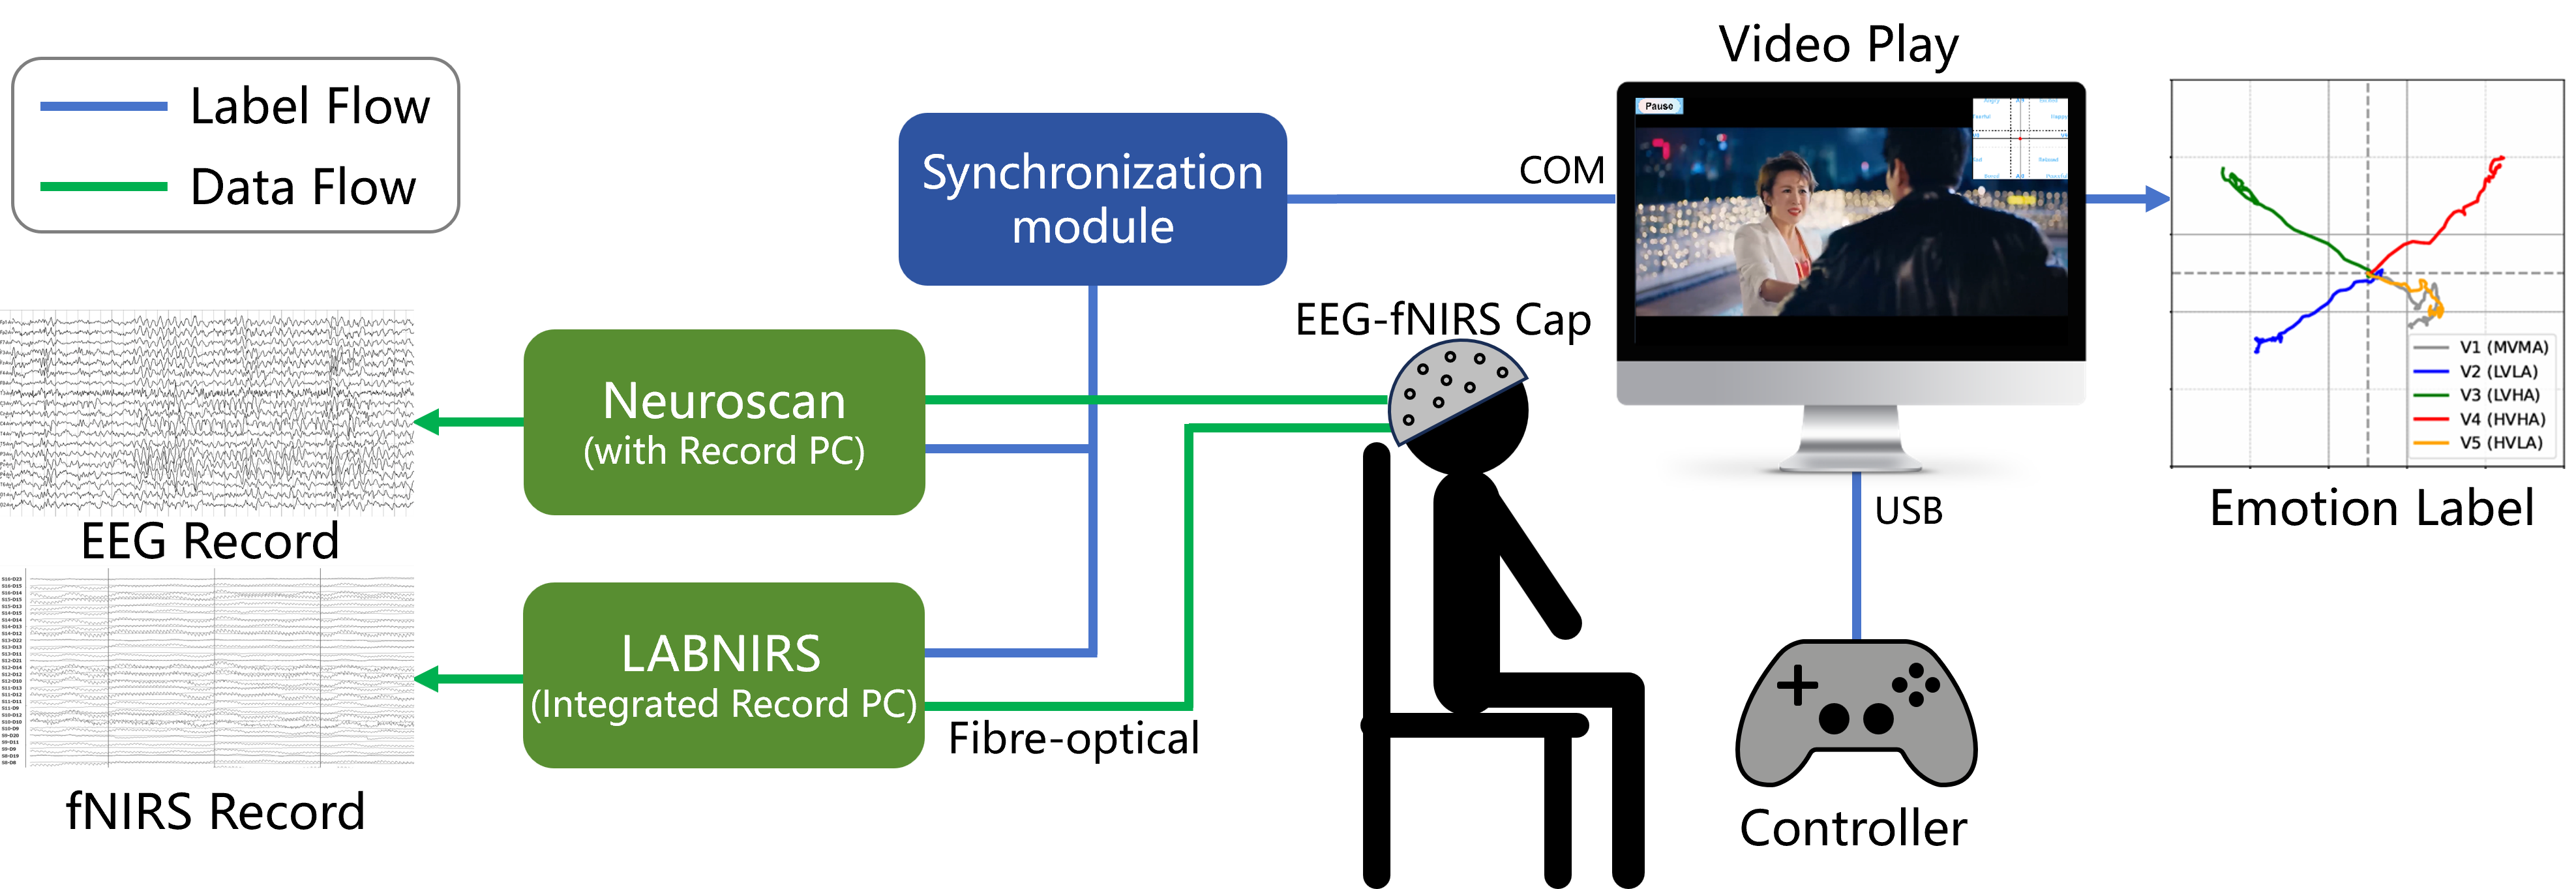 Label Flow
Data Flow
Synchronization
module
COM
Video Play
Pause
EEG-fNIRS Cap
Neuroscan
(with Record PC)
EEG Record
LABNIRS
(Integrated Record PC)
Fibre-optical
fNIRS Record
USB
Controller
V1 (MVMA)
V2 (LVLA)
V3 (LVHA)
V4 (HVHA)
V5 (HVLA)
Emotion Label